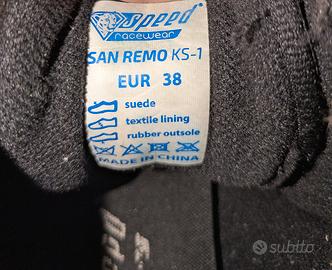 Speed
racewear
SAN REMO KS-1
EUR 38
suede
textile lining
rubber outsole
MADE IN CHINA
subito